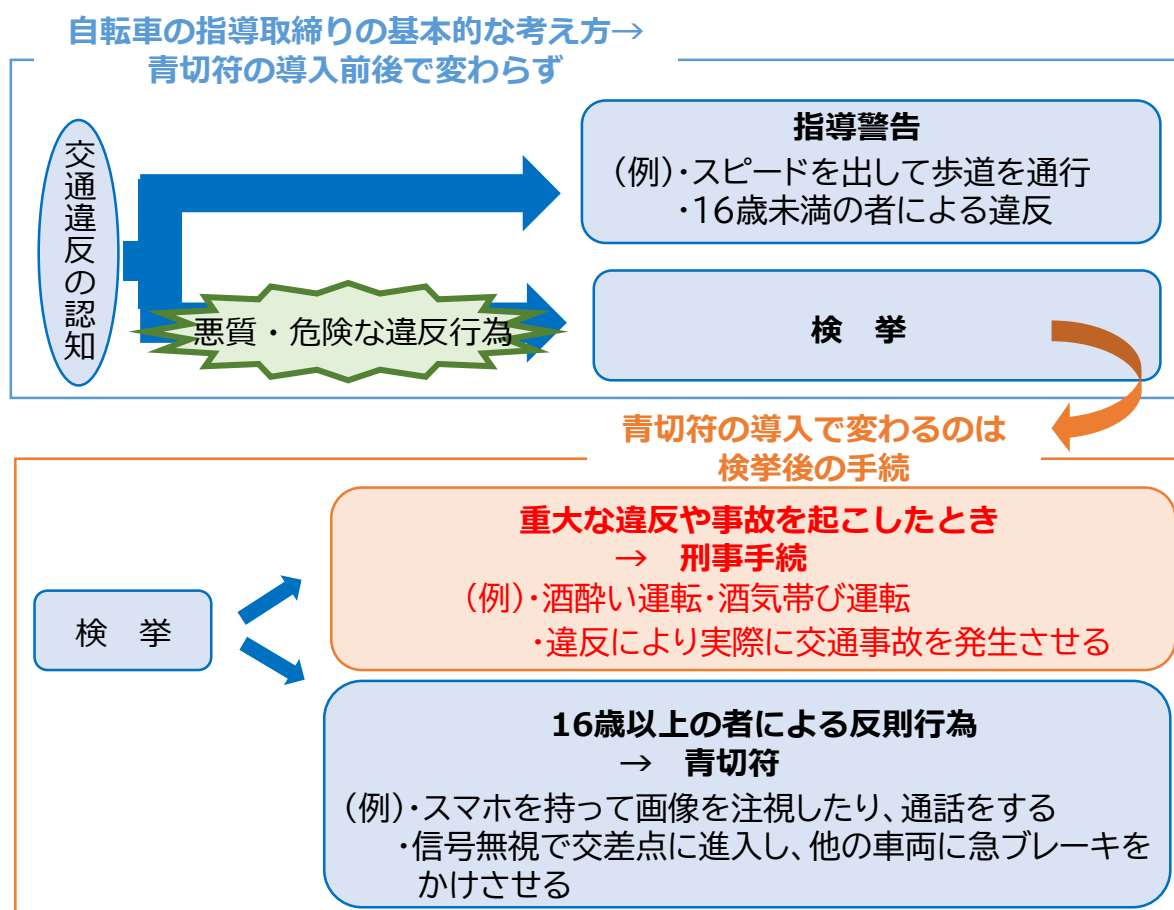 自転車の指導取締りの基本的な考え方→
青切符の導入前後で変わらず
交通違反の認知
指導警告
(例)・スピードを出して歩道を通行
・16歳未満の者による違反
悪質・危険な違反行為
検　挙
青切符の導入で変わるのは
検挙後の手続
検　挙
重大な違反や事故を起こしたとき
→　刑事手続
(例)・酒酔い運転・酒気帯び運転
・違反により実際に交通事故を発生させる
16歳以上の者による反則行為
→　青切符
(例)・スマホを持って画像を注視したり、通話をする
・信号無視で交差点に進入し、他の車両に急ブレーキを
かけさせる